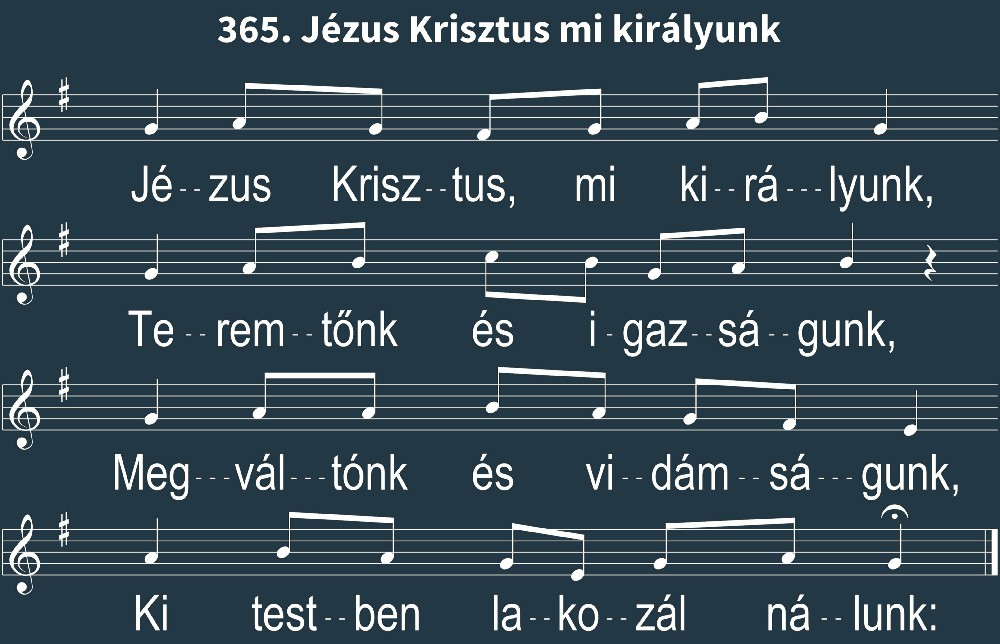 365. Jézus Krisztus mi királyunk
Jé--zus Krisz--tus, mi ki--rá---lyunk,
Te--rem--tőnk és i-gaz--sá--gunk,
Meg---vál---tónk és vi--dám--sá---gunk,
Ki test--ben la--ko--zál ná--lunk: